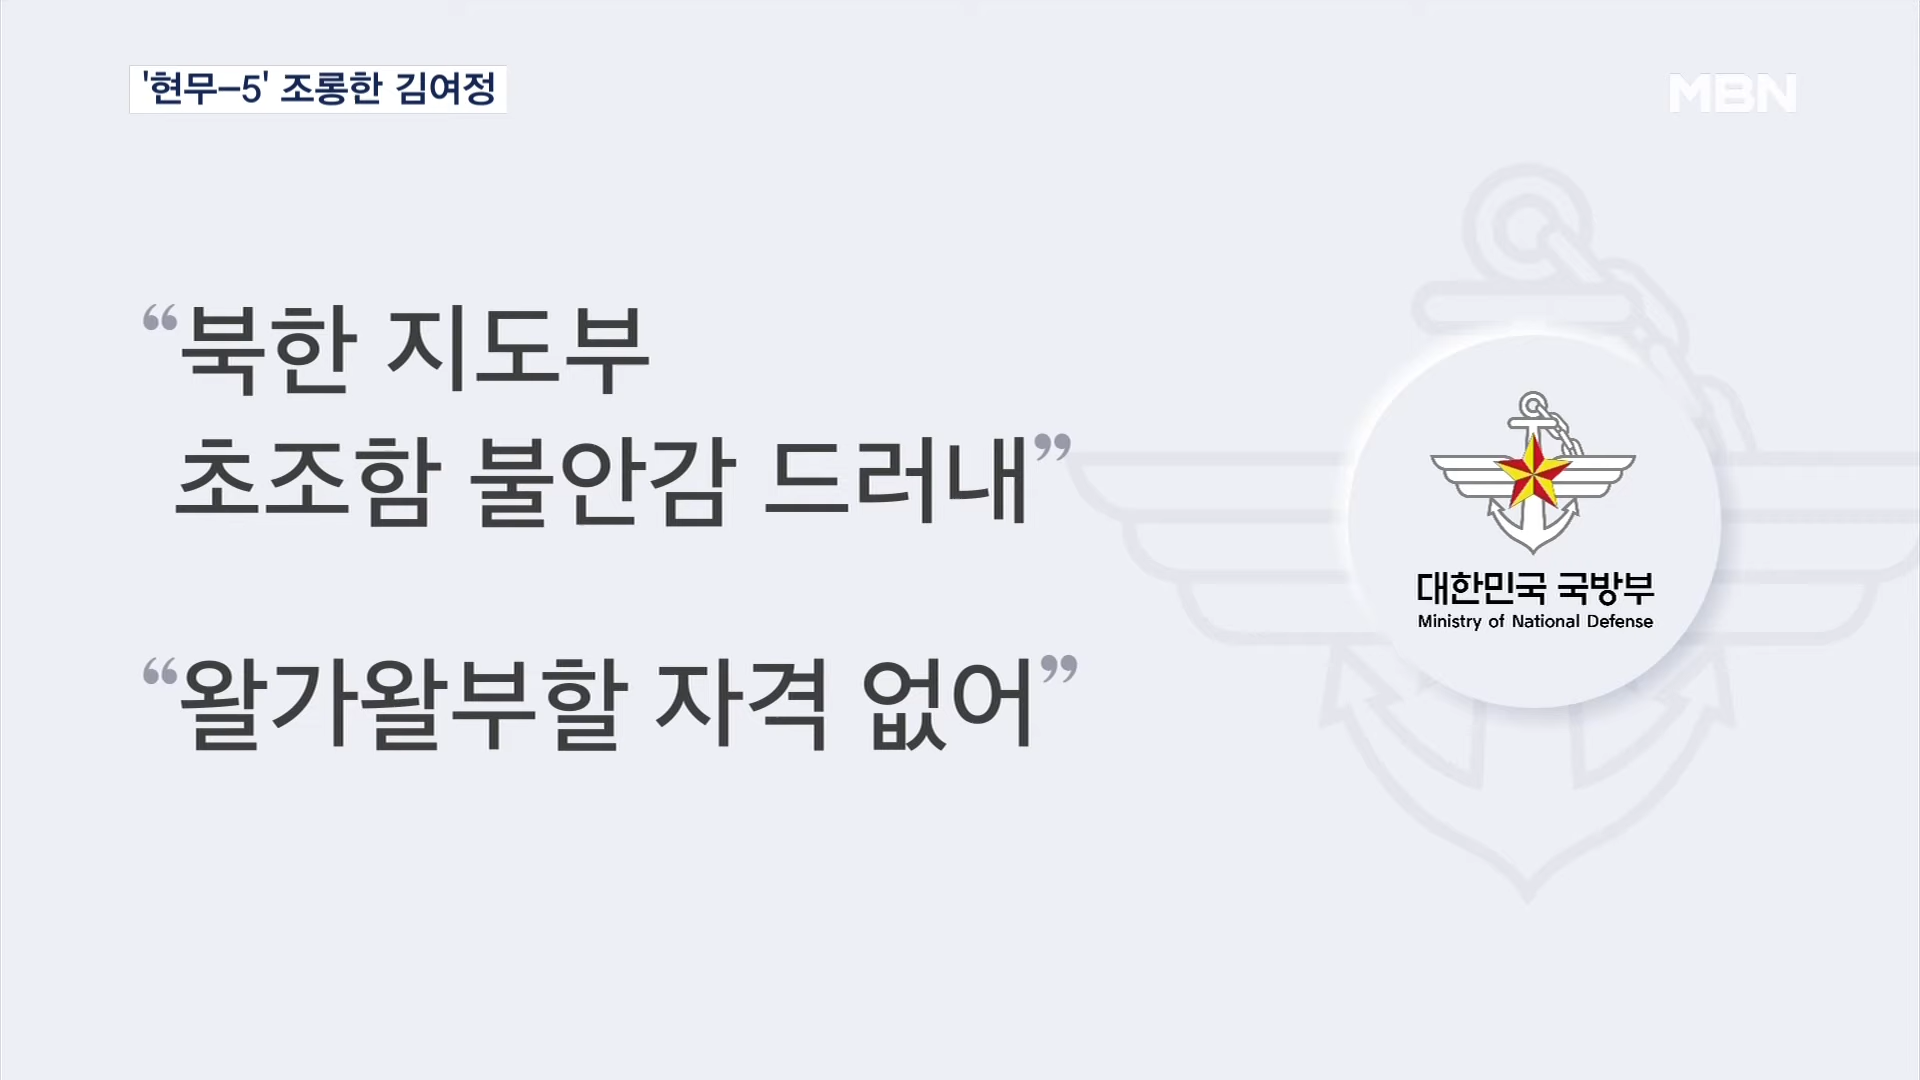 '현무-5' 조롱한 김여정
MBN
“북한 지도부
초조함 불안감 드러내”
“왈가왈부할 자격 없어”
대한민국 국방부
Ministry of National Defense